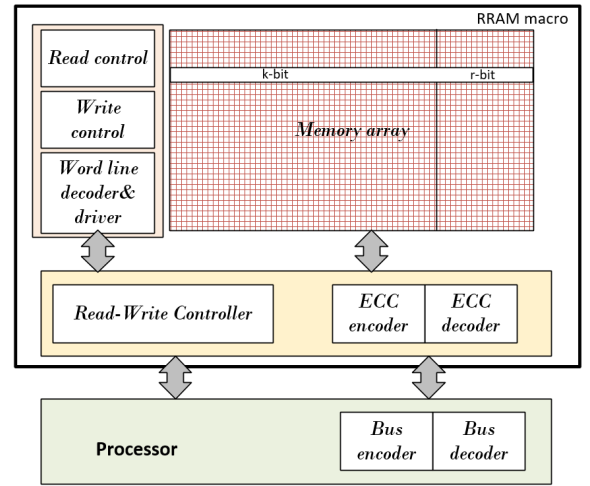 RRAM macro
Read control
Write
control
Word line
decoder&
driver
k-bit
r-bit
Memory array
Read-Write Controller
ECC
encoder
ECC
decoder
Processor
Bus
encoder
Bus
decoder